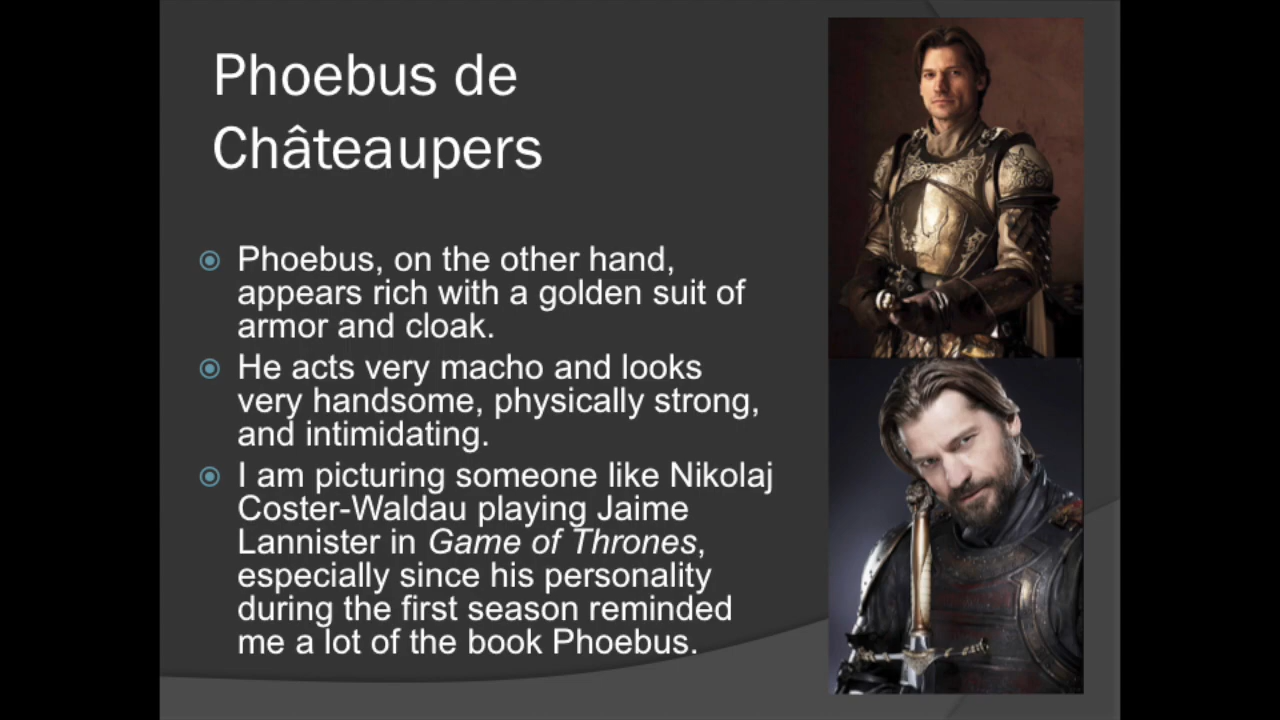 Phoebus de
Châteaupers
Phoebus, on the other hand,
appears rich with a golden suit of
armor and cloak.
He acts very macho and looks
very handsome, physically strong,
and intimidating.
I am picturing someone like Nikolaj
Coster-Waldau playing Jaime
Lannister in Game of Thrones,
especially since his personality
during the first season reminded
me a lot of the book Phoebus.